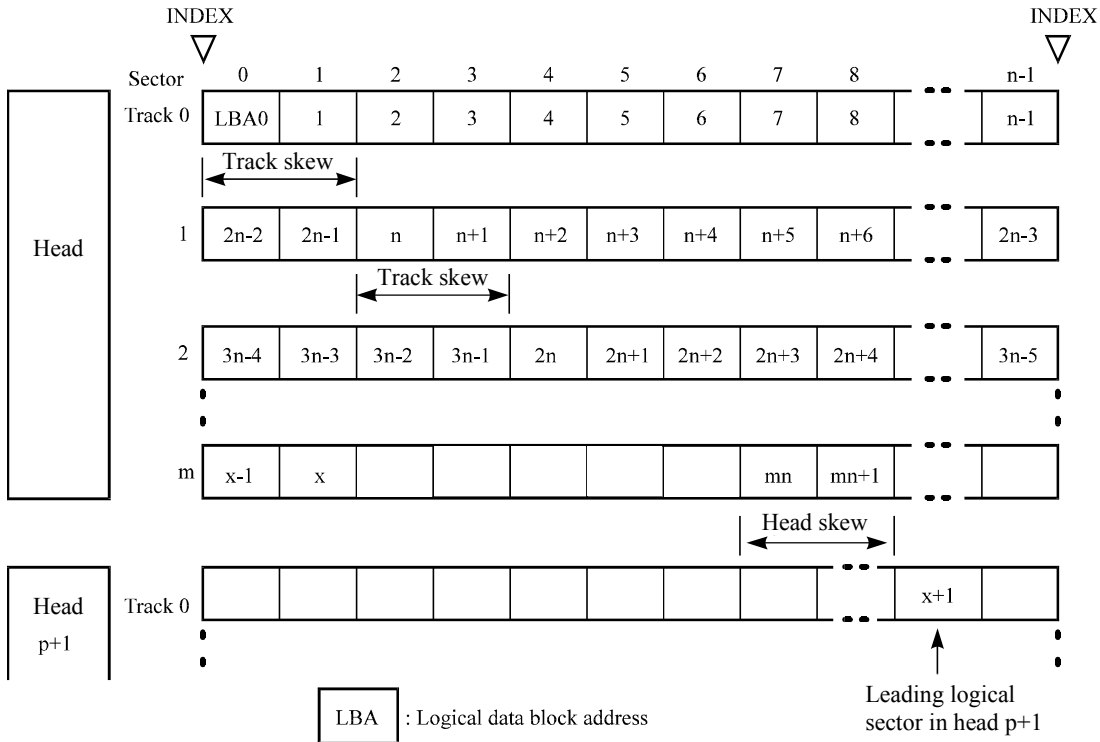 INDEX INDEX
Sector 0 1 2 3 4 5 6 7 8 n-1
Track 0 LBA0 1 2 3 4 5 6 7 8 n-1
Track skew
Head 1 2n-2 2n-1 n n+1 n+2 n+3 n+4 n+5 n+6 2n-3
Track skew
2 3n-4 3n-3 3n-2 3n-1 2n 2n+1 2n+2 2n+3 2n+4 3n-5
m x-1 x mn mn+1
Head skew
Head Track 0 x+1
p+1
Leading logical
sector in head p+1
LBA : Logical data block address